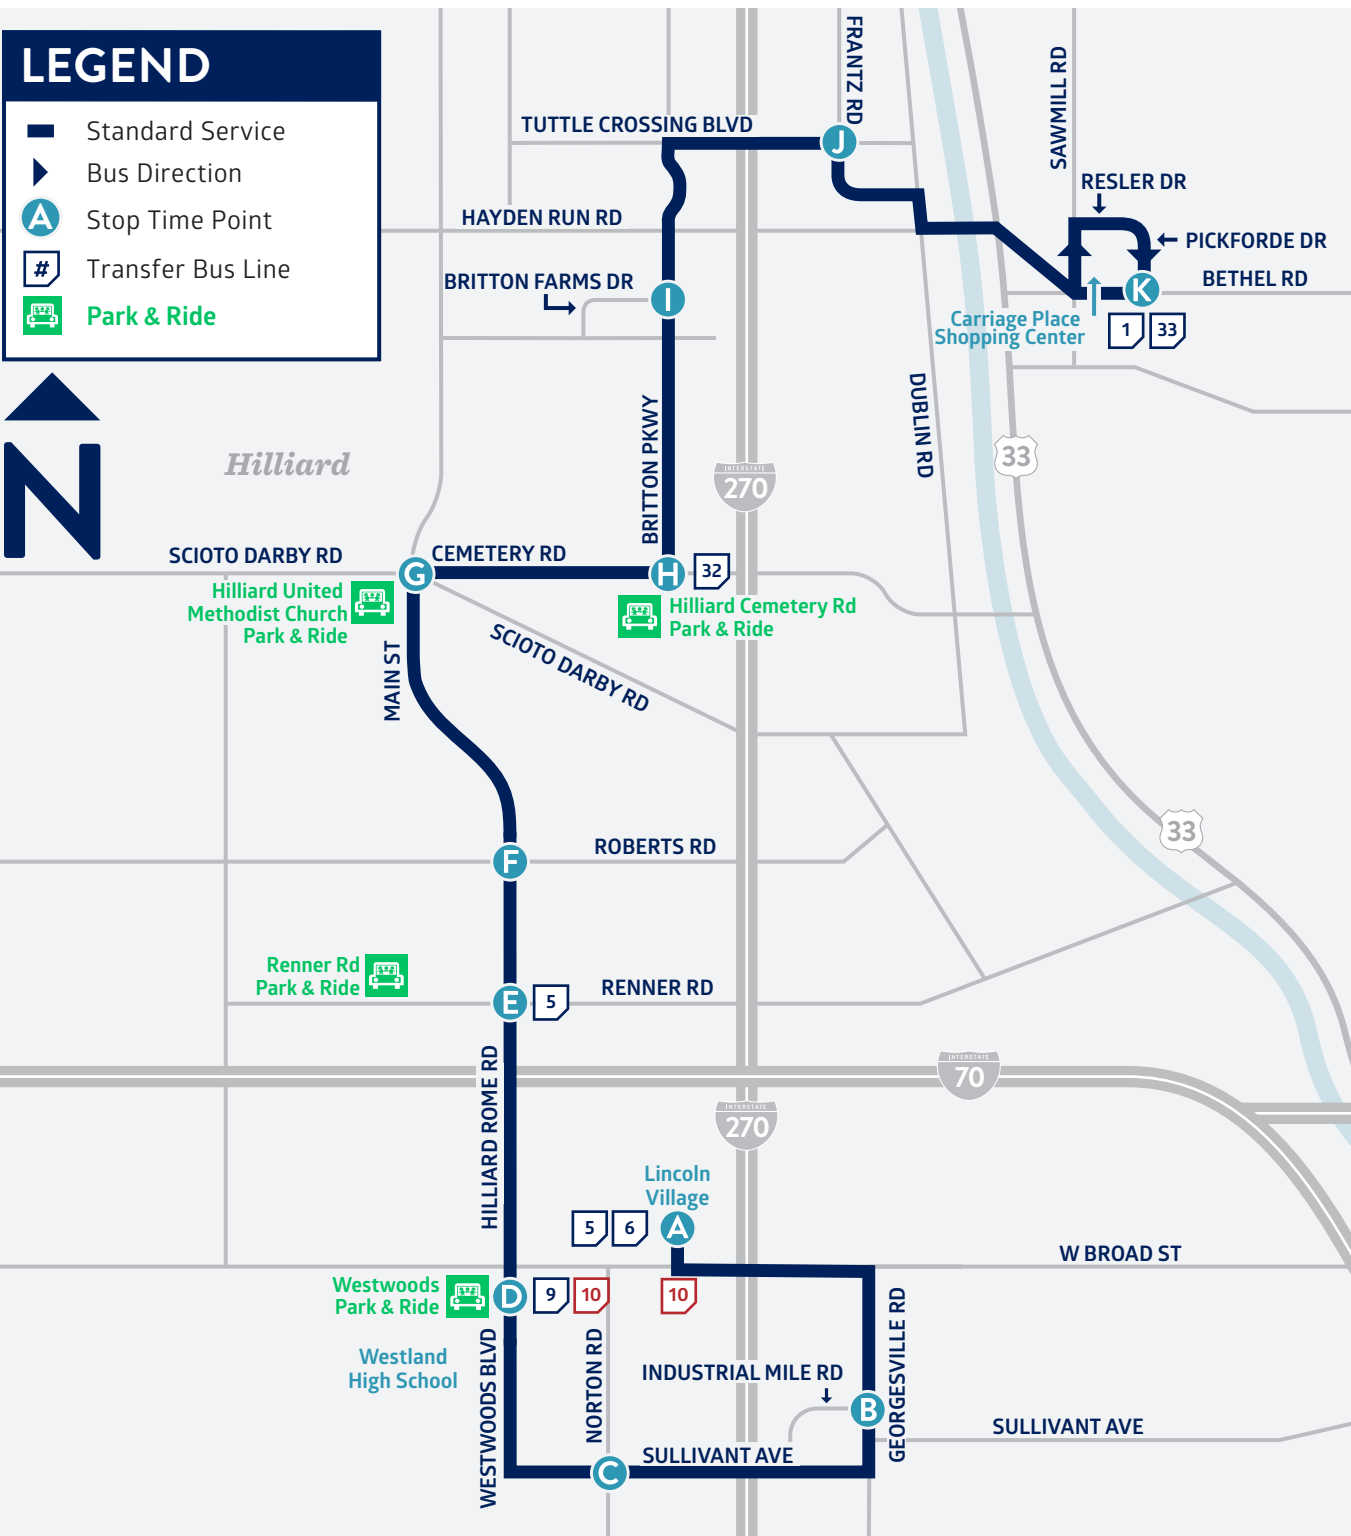 LEGEND
Standard Service
Bus Direction
A
Stop Time Point
#
Transfer Bus Line
Park & Ride
N
FRANTZ RD
SAWMILL RD
TUTTLE CROSSING BLVD
J
RESLER DR
HAYDEN RUN RD
PICKFORDE DR
BRITTON FARMS DR
BETHEL RD
I
K
Carriage Place
Shopping Center
1
33
DUBLIN RD
BRITTON PKWY
33
Hilliard
INTERSTATE
270
SCIOTO DARBY RD
CEMETERY RD
G
H
32
Hilliard United
Methodist Church
Park & Ride
Hilliard Cemetery Rd
Park & Ride
SCIOTO DARBY RD
MAIN ST
33
ROBERTS RD
F
Renner Rd
Park & Ride
RENNER RD
E
5
HILLIARD ROME RD
INTERSTATE
70
INTERSTATE
270
Lincoln
Village
5
6
A
W BROAD ST
Westwoods
Park & Ride
D
9
10
10
GEORGESVILLE RD
WESTWOODS BLVD
NORTON RD
Westland
High School
INDUSTRIAL MILE RD
B
SULLIVANT AVE
SULLIVANT AVE
C